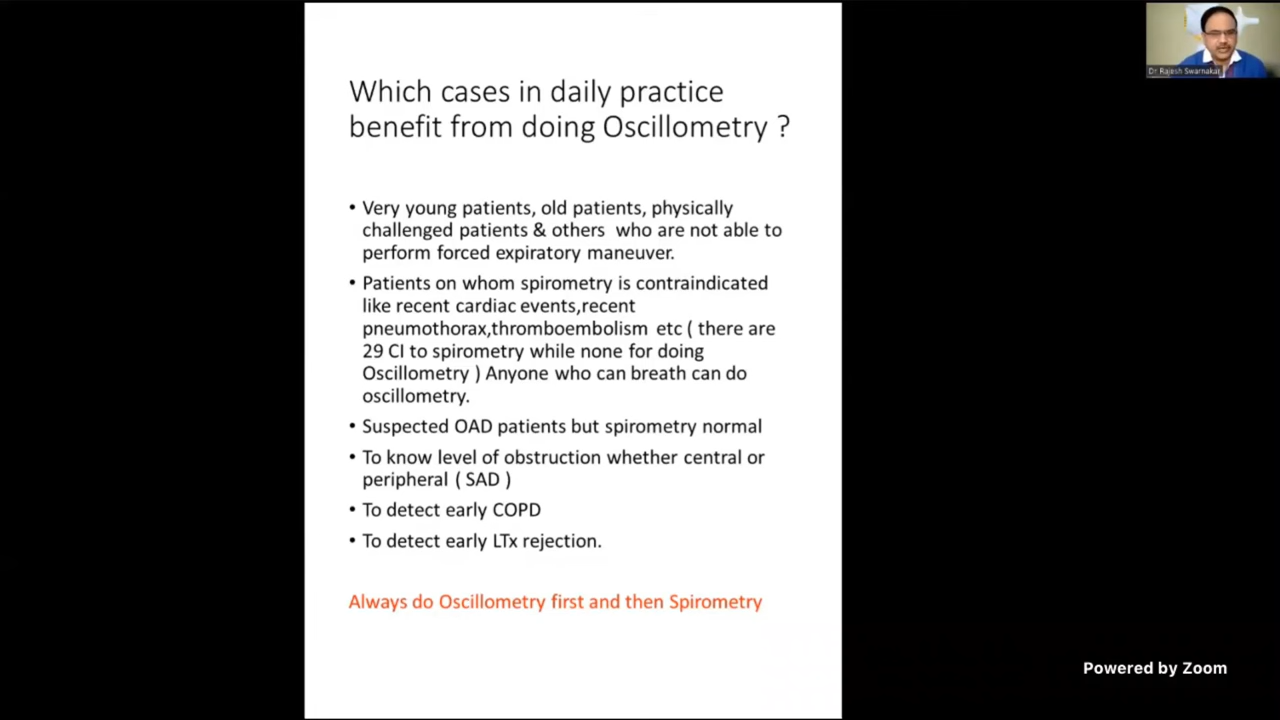 Which cases in daily practice
benefit from doing Oscillometry ?
• Very young patients, old patients, physically
challenged patients & others who are not able to
perform forced expiratory maneuver.
• Patients on whom spirometry is contraindicated
like recent cardiac events,recent
pneumothorax,thromboembolism etc ( there are
29 CI to spirometry while none for doing
Oscillometry ) Anyone who can breath can do
oscillometry.
• Suspected OAD patients but spirometry normal
• To know level of obstruction whether central or
peripheral ( SAD )
• To detect early COPD
• To detect early LTx rejection.
Always do Oscillometry first and then Spirometry
Dr Rajesh Swarnakar
Powered by Zoom